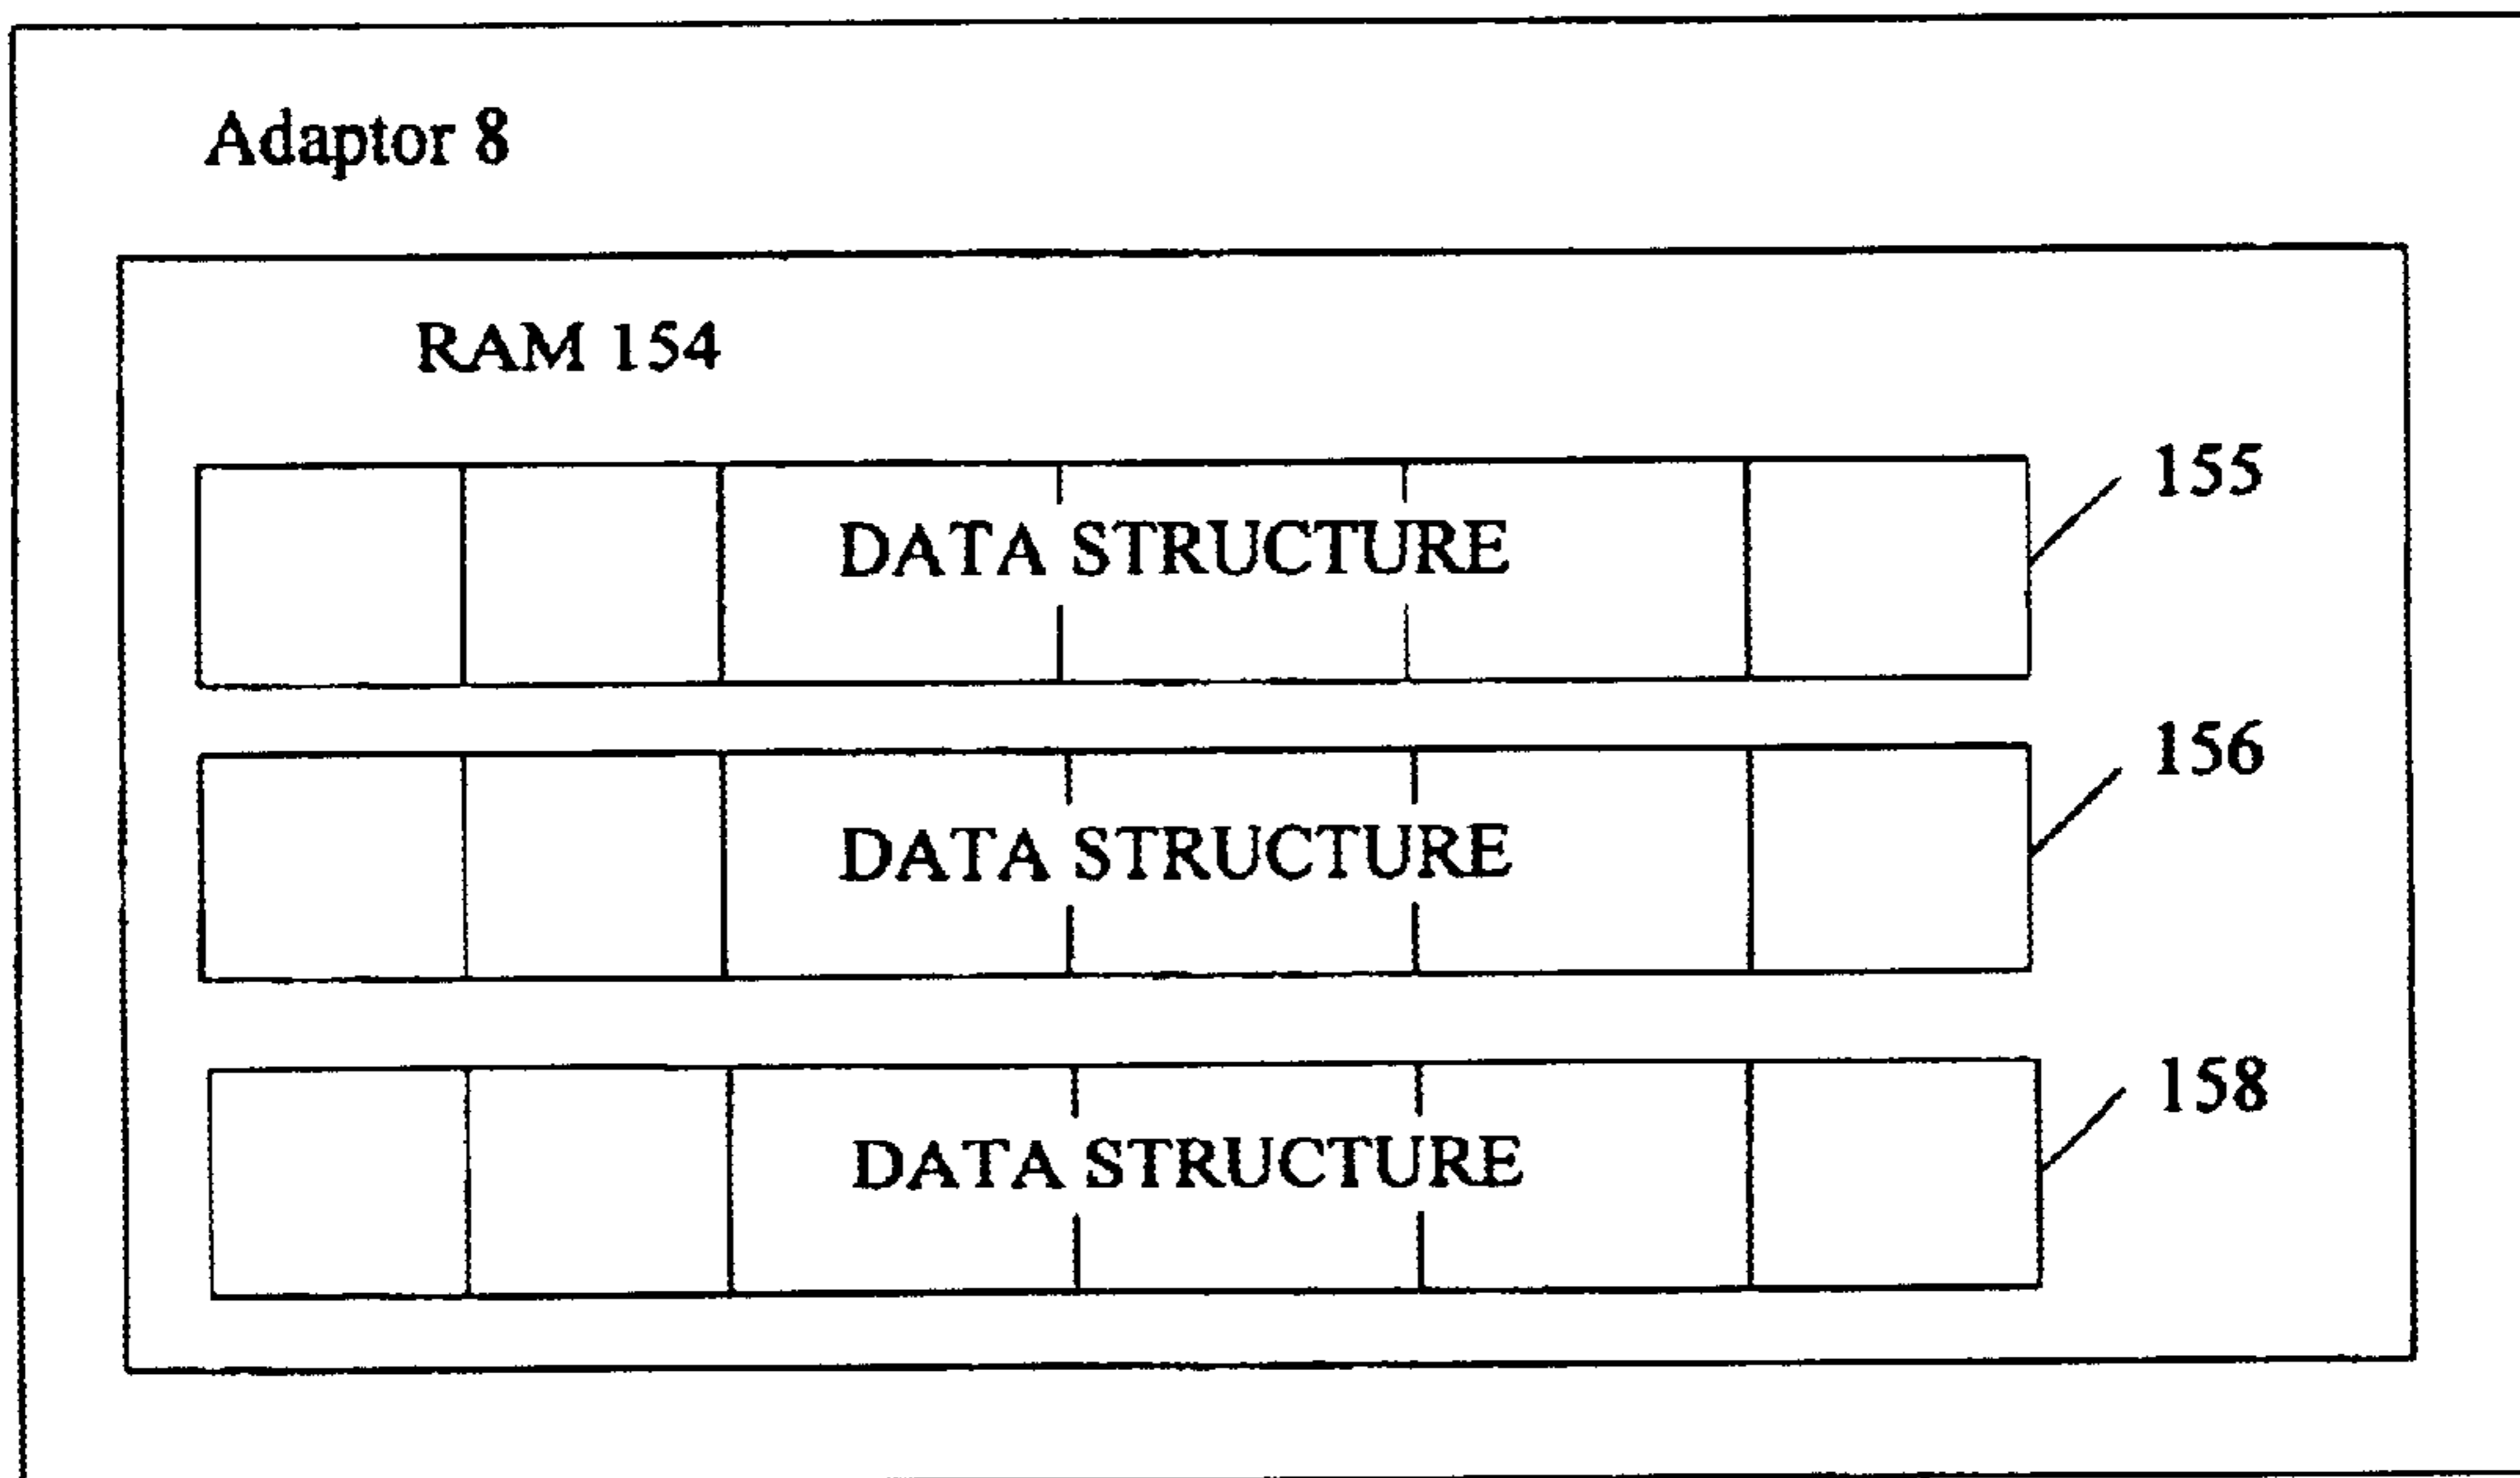 Adaptor 8
RAM 154
DATA STRUCTURE
155
DATA STRUCTURE
156
DATA STRUCTURE
158